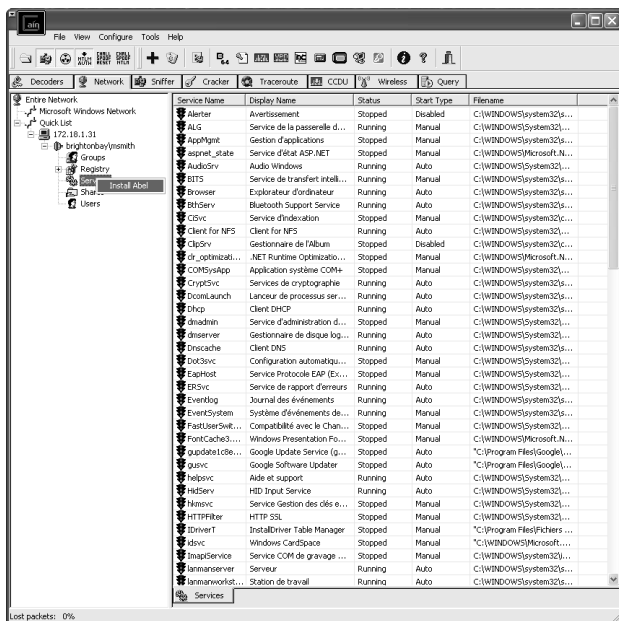 aın
File View Configure Tools Help
Decoders Network Sniffer Cracker Traceroute CCDU Wireless Query
Entire Network
Microsoft Windows Network
Quick List
172.18.1.31
brightonbay\msmith
Groups
Registry
Install Abel
Users
Service Name Display Name Status Start Type Filename
Alerter Avertissement Stopped Disabled C:\WINDOWS\system32\s...
ALG Service de la passerelle d... Running Manual C:\WINDOWS\System32\...
AppMgmt Gestion d'applications Stopped Manual C:\WINDOWS\system32\s...
aspnet_state Service d'état ASP.NET Stopped Manual C:\WINDOWS\Microsoft.N...
AudioSrv Audio Windows Running Auto C:\WINDOWS\System32\...
BITS Service de transfert intelli... Running Manual C:\WINDOWS\system32\...
Browser Explorateur d'ordinateur Running Auto C:\WINDOWS\system32\s...
BthServ Bluetooth Support Service Running Auto C:\WINDOWS\system32\s...
CiSvc Service d'indexation Stopped Manual C:\WINDOWS\system32\c...
Client for NFS Client for NFS Running Auto C:\WINDOWS\system32\...
ClipSrv Gestionnaire de l'Album Stopped Disabled C:\WINDOWS\system32\c...
clr_optimizati... .NET Runtime Optimizatio... Stopped Manual C:\WINDOWS\Microsoft.N...
COMSysApp Application système COM+ Stopped Manual C:\WINDOWS\system32\...
CryptSvc Services de cryptographie Running Auto C:\WINDOWS\system32\...
DcomLaunch Lanceur de processus ser... Running Auto C:\WINDOWS\system32\...
Dhcp Client DHCP Running Auto C:\WINDOWS\system32\...
dmadmin Service d'administration d... Stopped Manual C:\WINDOWS\System32\...
dmserver Gestionnaire de disque log... Running Auto C:\WINDOWS\System32\...
Dnscache Client DNS Running Auto C:\WINDOWS\system32\s...
Dot3svc Configuration automatiqu... Stopped Manual C:\WINDOWS\System32\...
EapHost Service Protocole EAP (Ex... Stopped Manual C:\WINDOWS\System32\...
ERSvc Service de rapport d'erreurs Running Auto C:\WINDOWS\System32\...
Eventlog Journal des événements Running Auto C:\WINDOWS\system32\s...
EventSystem Système d'événements de... Running Manual C:\WINDOWS\system32\...
FastUserSwit... Compatibilité avec le Chan... Stopped Manual C:\WINDOWS\System32\...
FontCache3.... Windows Presentation Fo... Stopped Manual C:\WINDOWS\Microsoft.N...
gupdate1c8e... Google Update Service (g... Stopped Auto "C:\Program Files\Google\...
gusvc Google Software Updater Stopped Auto "C:\Program Files\Google\...
helpsvc Aide et support Running Auto C:\WINDOWS\System32\...
HidServ HID Input Service Running Auto C:\WINDOWS\System32\...
hkmsvc Service Gestion des clés e... Stopped Manual C:\WINDOWS\System32\...
HTTPFilter HTTP SSL Stopped Manual C:\WINDOWS\System32\...
IDriverT InstallDriver Table Manager Stopped Manual "C:\Program Files\Fichiers ...
idsvc Windows CardSpace Stopped Manual "C:\WINDOWS\Microsoft....
ImapiService Service COM de gravage ... Stopped Manual C:\WINDOWS\system32\i...
lanmanserver Serveur Running Auto C:\WINDOWS\system32\s...
lanmanworkst... Station de travail Running Auto C:\WINDOWS\system32\s...
Services
Lost packets: 0%